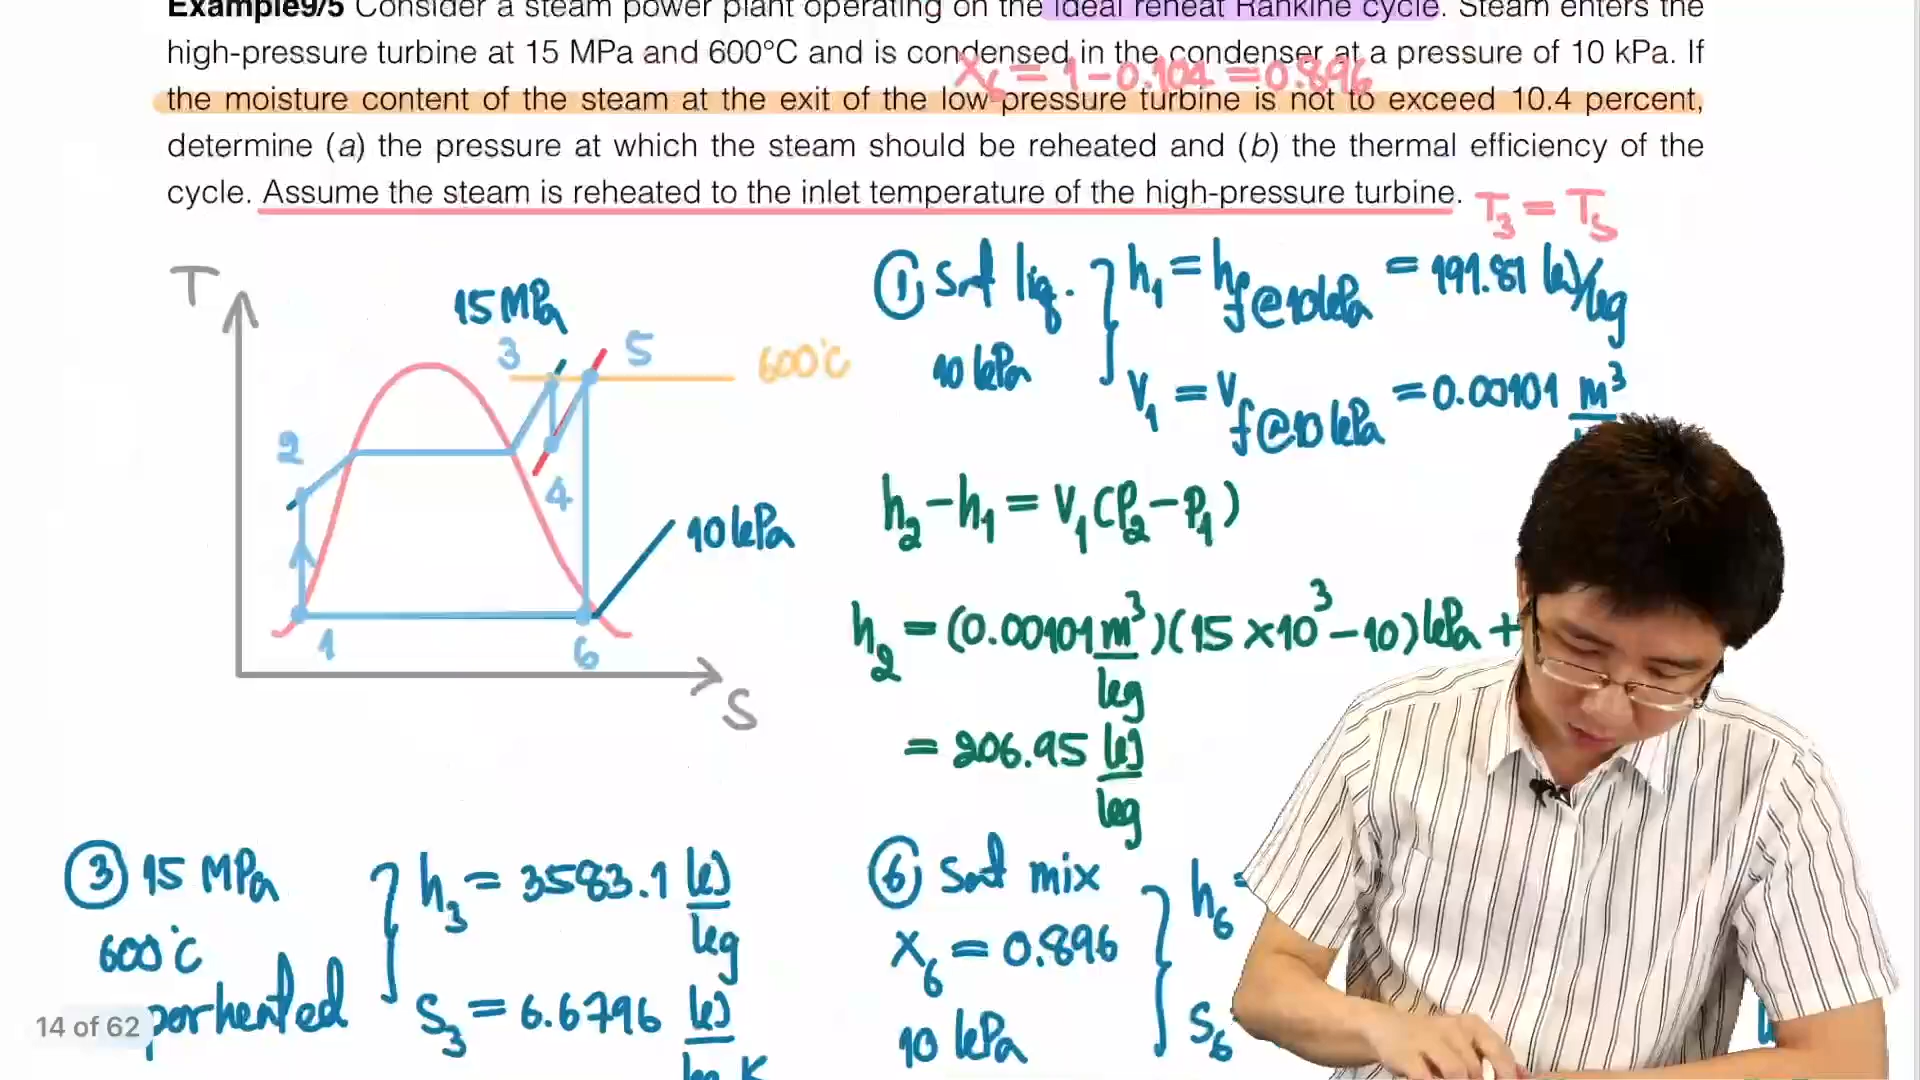 Example9/5 Consider a steam power plant operating on the ideal reheat Rankine cycle. Steam enters the
high-pressure turbine at 15 MPa and 600°C and is condensed in the condenser at a pressure of 10 kPa. If
x₆ = 1 - 0.104 = 0.896
the moisture content of the steam at the exit of the low-pressure turbine is not to exceed 10.4 percent,
determine (a) the pressure at which the steam should be reheated and (b) the thermal efficiency of the
cycle. Assume the steam is reheated to the inlet temperature of the high-pressure turbine.
T₃ = T₅
T
15 MPa
3
5
600°C
2
4
10 kPa
1
6
S
① Sat liq.
10 kPa
h₁ = hf@10kPa = 191.81 kJ/kg
v₁ = vf@10kPa = 0.00101 m³
h₂ - h₁ = v₁(P₂ - P₁)
h₂ = (0.00101 m³/kg)(15 × 10³ - 10) kPa +
= 206.95 kJ/kg
③ 15 MPa
600°C
perheated
h₃ = 3583.1 kJ/kg
s₃ = 6.6796 kJ/kg K
⑥ Sat mix
x₆ = 0.896
10 kPa
h₆ =
s₆
14 of 62